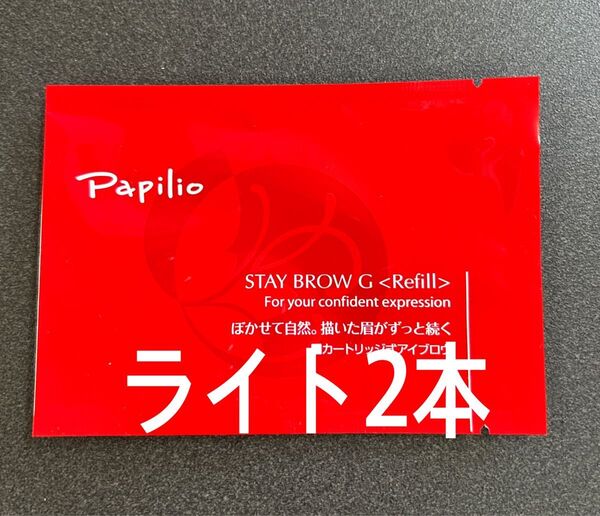 Papilio
STAY BROW G <Refill>
For your confident expression
ぼかせて自然。描いた眉がずっと続く
■カートリッジ式アイブロウ
ライト2本